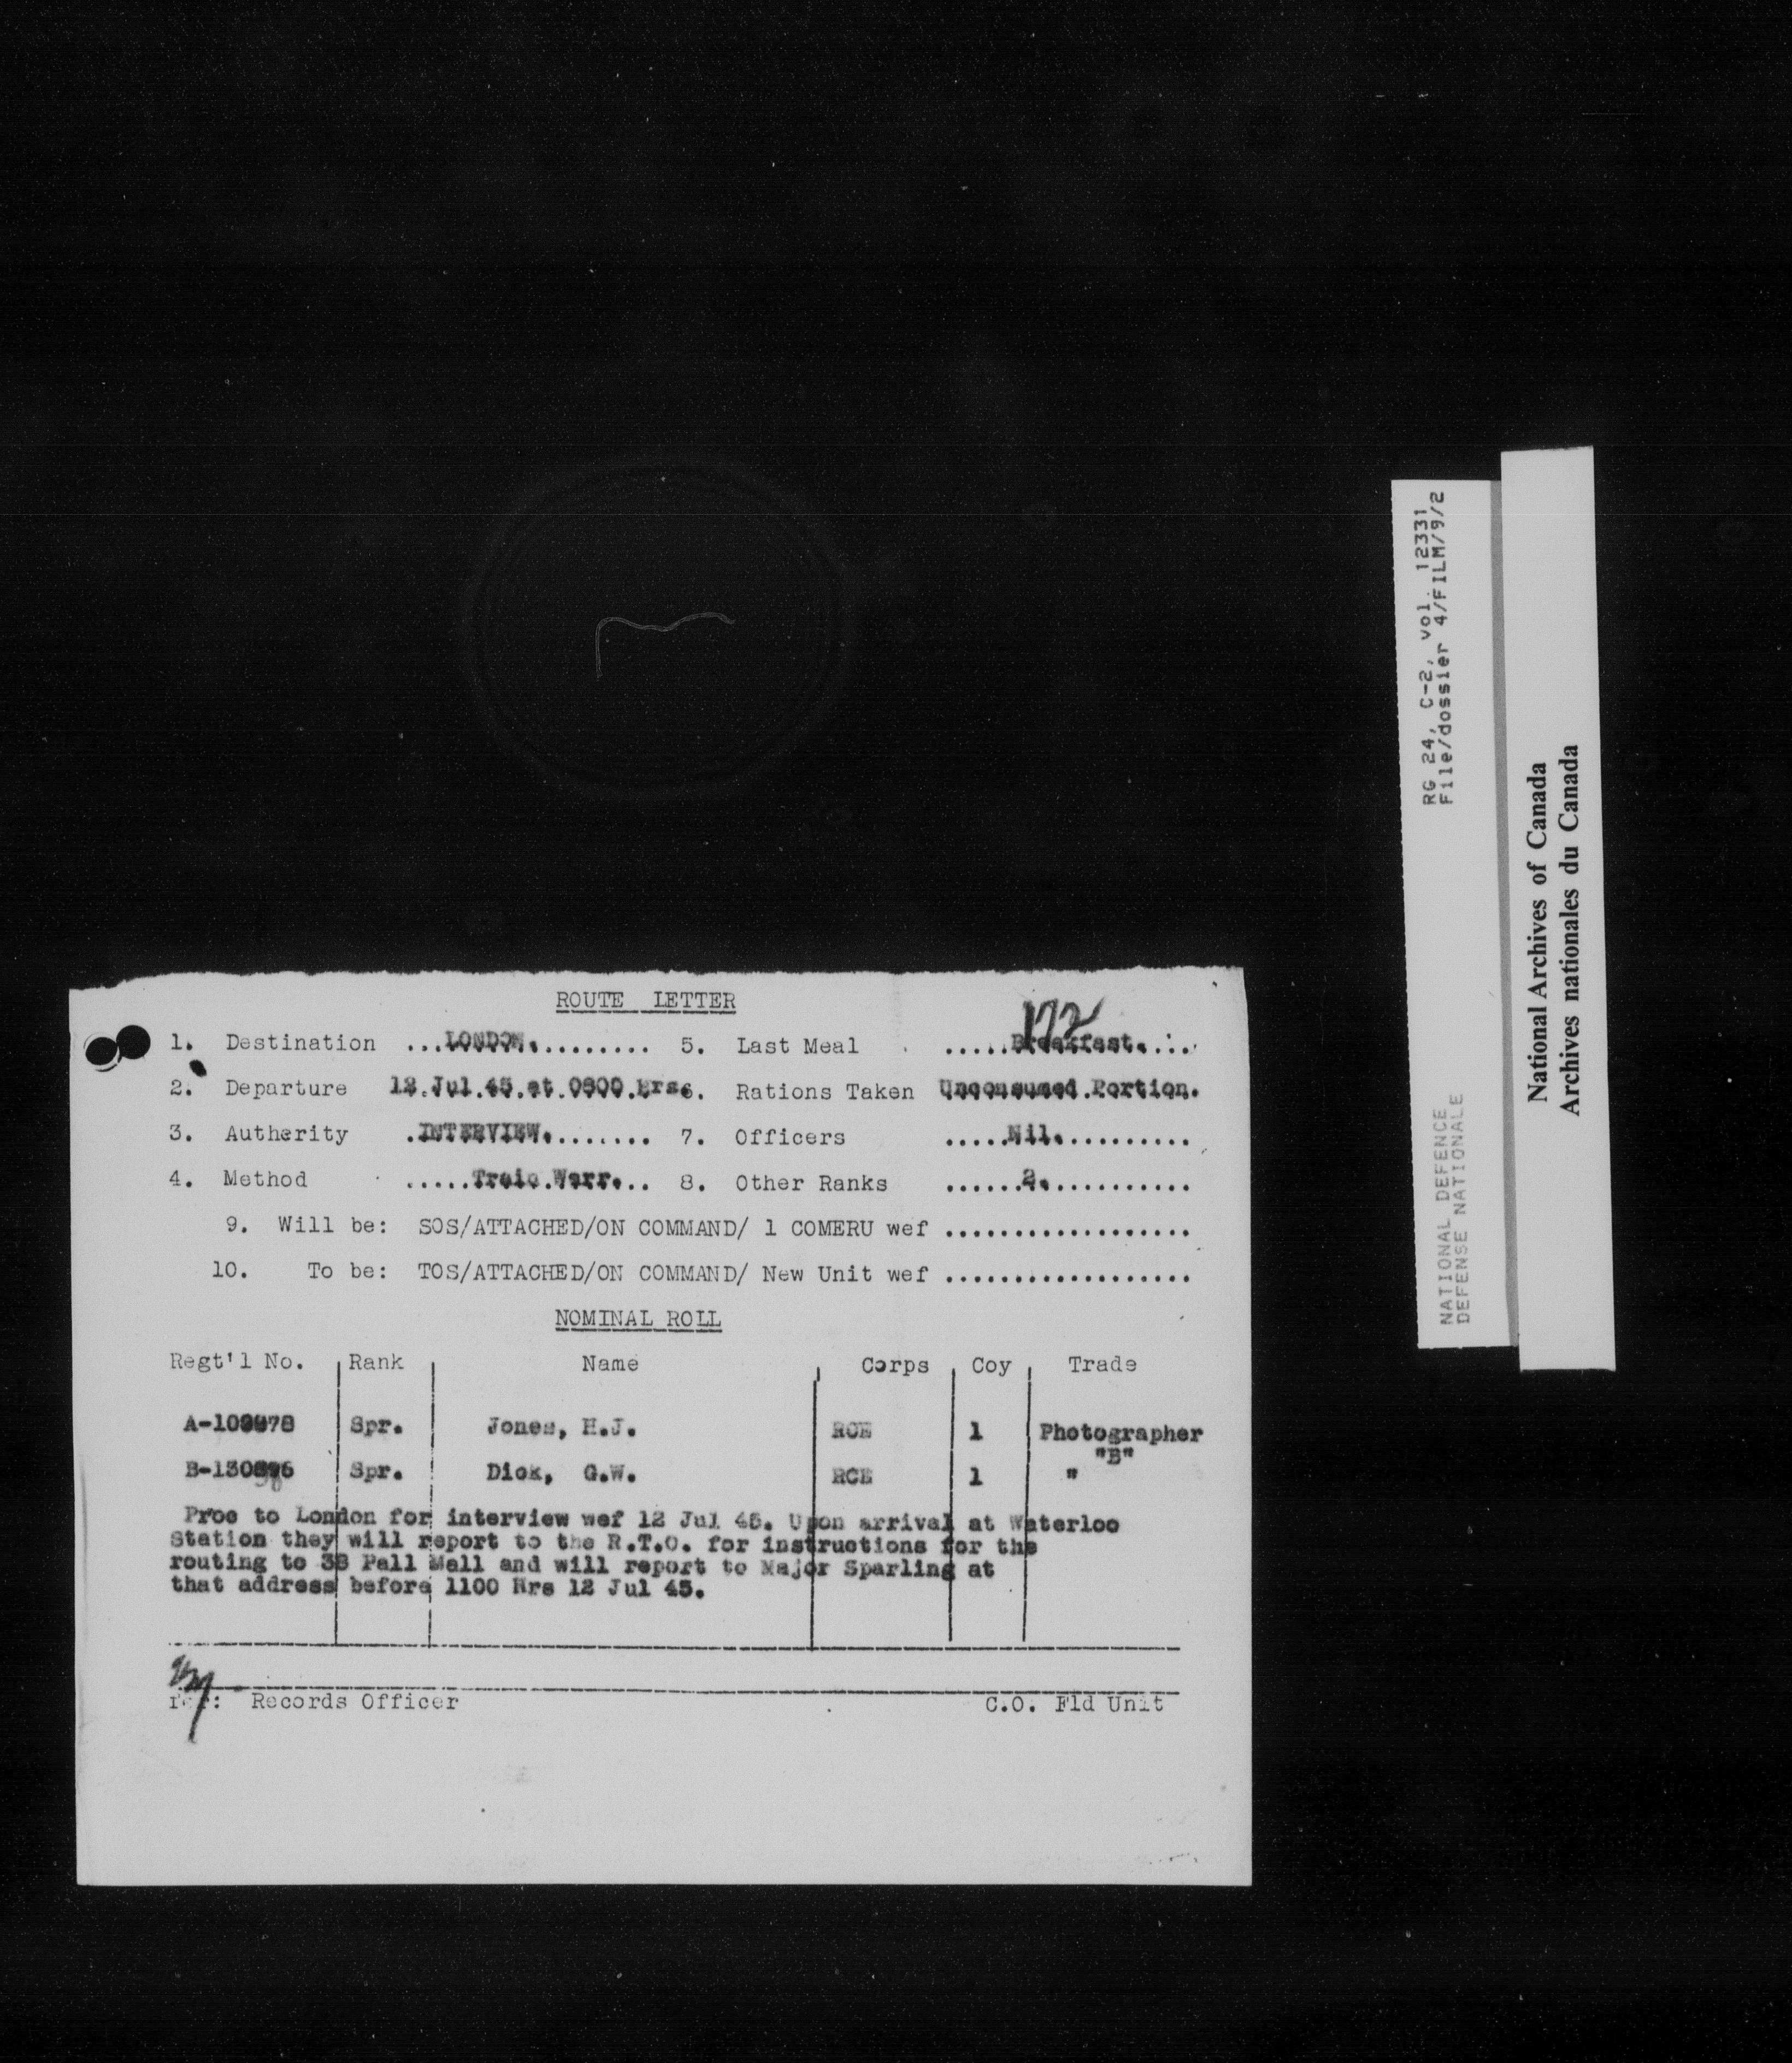 ROUTE LETTER
172
1. Destination ...LONDON.......... 5. Last Meal .....Breakfast.....
2. Departure 12.Jul.45.at.0800.Hrs. 6. Rations Taken Unconsumed.Portion.
3. Authority .INTERVIEW......... 7. Officers .....Nil...........
4. Method .....Train.Warr... 8. Other Ranks ......2............
9. Will be: SOS/ATTACHED/ON COMMAND/ 1 COMERU wef ..................
10. To be: TOS/ATTACHED/ON COMMAND/ New Unit wef ..................
NOMINAL ROLL
Regt'l No. Rank Name Corps Coy Trade
Spr. Jones, H.J. RCE 1 Photographer
"B"
Spr. Dick, G.W. RCE 1 "
Proc to London for interview wef 12 Jul 45. Upon arrival at Waterloo
Station they will report to the R.T.O. for instructions for the
routing to 38 Pall Mall and will report to Major Sparling at
that address before 1100 Hrs 12 Jul 45.
for: Records Officer C.O. Fld Unit
RG 24, C-2, vol. 12331
File/dossier 4/FILM/9/2
NATIONAL DEFENCE
DEFENSE NATIONALE
National Archives of Canada
Archives nationales du Canada